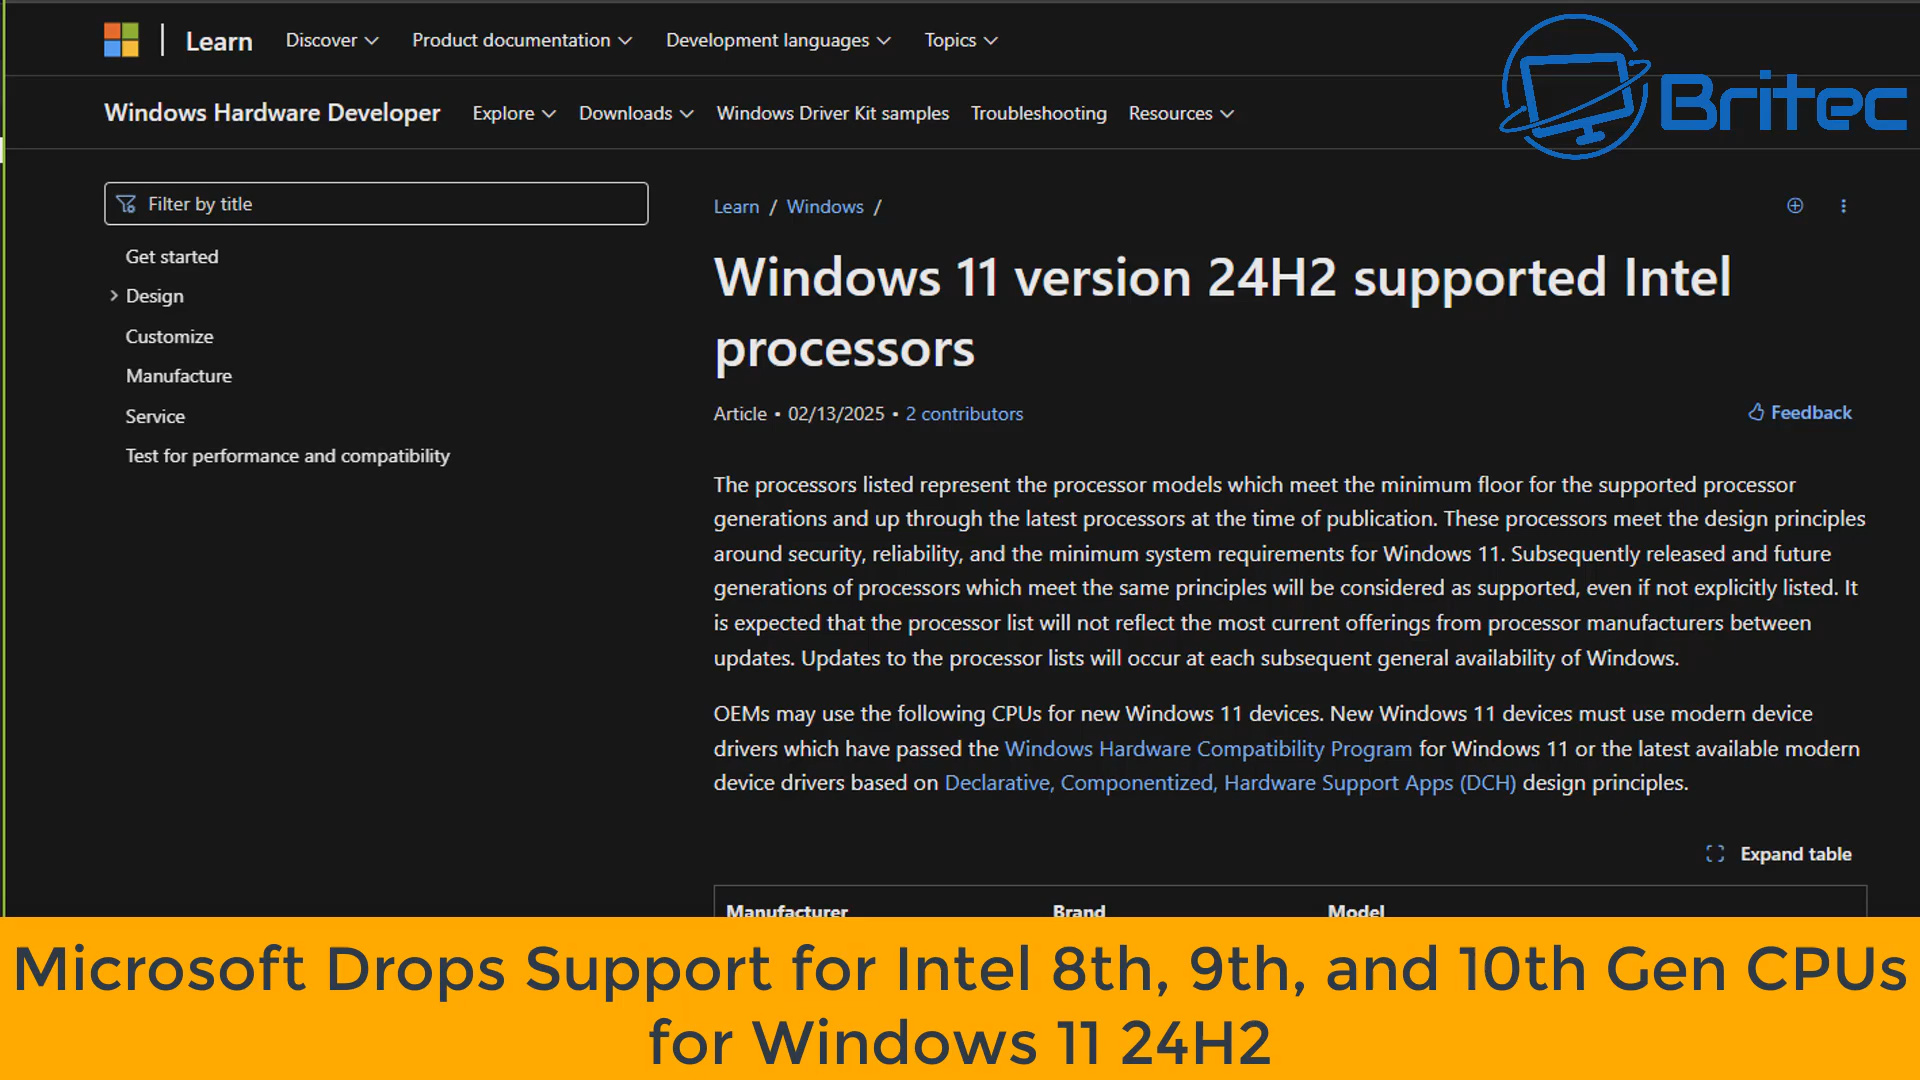 Learn
Discover
Product documentation
Development languages
Topics
Britec
Windows Hardware Developer
Explore
Downloads
Windows Driver Kit samples
Troubleshooting
Resources
Filter by title
Get started
Design
Customize
Manufacture
Service
Test for performance and compatibility
Learn / Windows /
Windows 11 version 24H2 supported Intel
processors
Article • 02/13/2025 • 2 contributors
Feedback
The processors listed represent the processor models which meet the minimum floor for the supported processor
generations and up through the latest processors at the time of publication. These processors meet the design principles
around security, reliability, and the minimum system requirements for Windows 11. Subsequently released and future
generations of processors which meet the same principles will be considered as supported, even if not explicitly listed. It
is expected that the processor list will not reflect the most current offerings from processor manufacturers between
updates. Updates to the processor lists will occur at each subsequent general availability of Windows.
OEMs may use the following CPUs for new Windows 11 devices. New Windows 11 devices must use modern device
drivers which have passed the Windows Hardware Compatibility Program for Windows 11 or the latest available modern
device drivers based on Declarative, Componentized, Hardware Support Apps (DCH) design principles.
Expand table
Manufacturer
Brand
Model
Microsoft Drops Support for Intel 8th, 9th, and 10th Gen CPUs
for Windows 11 24H2